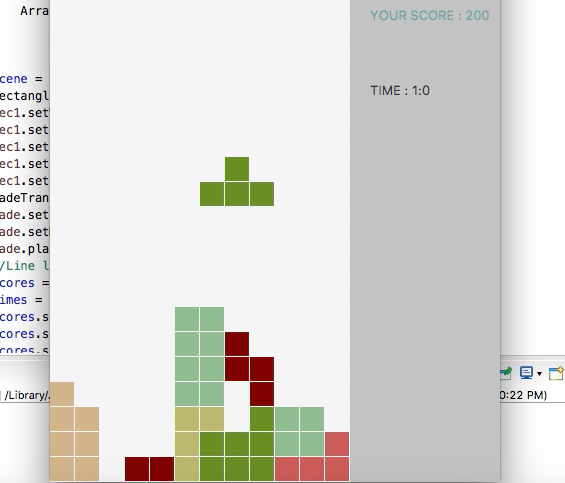 Arra
YOUR SCORE : 200
cene =
ectangl
TIME : 1:0
ec1.set
ec1.set
ec1.set
ec1.set
ec1.set
adeTran
ade.set
ade.set
ade.pla
/Line l
cores =
imes =
cores.s
cores.s
cores.s
/Library/
0:22 PM)